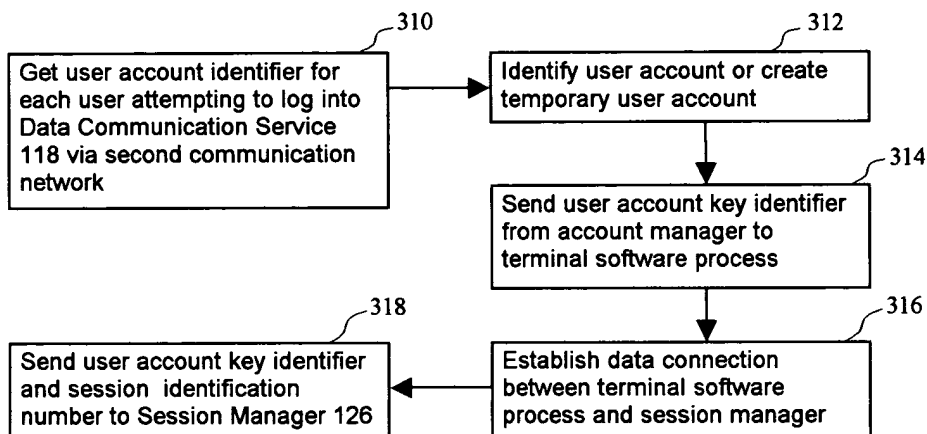 310
Get user account identifier for
each user attempting to log into
Data Communication Service
118 via second communication
network
312
Identify user account or create
temporary user account
314
Send user account key identifier
from account manager to
terminal software process
316
Establish data connection
between terminal software
process and session manager
318
Send user account key identifier
and session identification
number to Session Manager 126